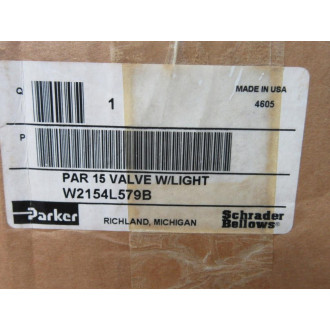 Q 1 MADE IN USA
4605
P
PAR 15 VALVE W/LIGHT
W2154L579B
Parker RICHLAND, MICHIGAN Schrader
Bellows®